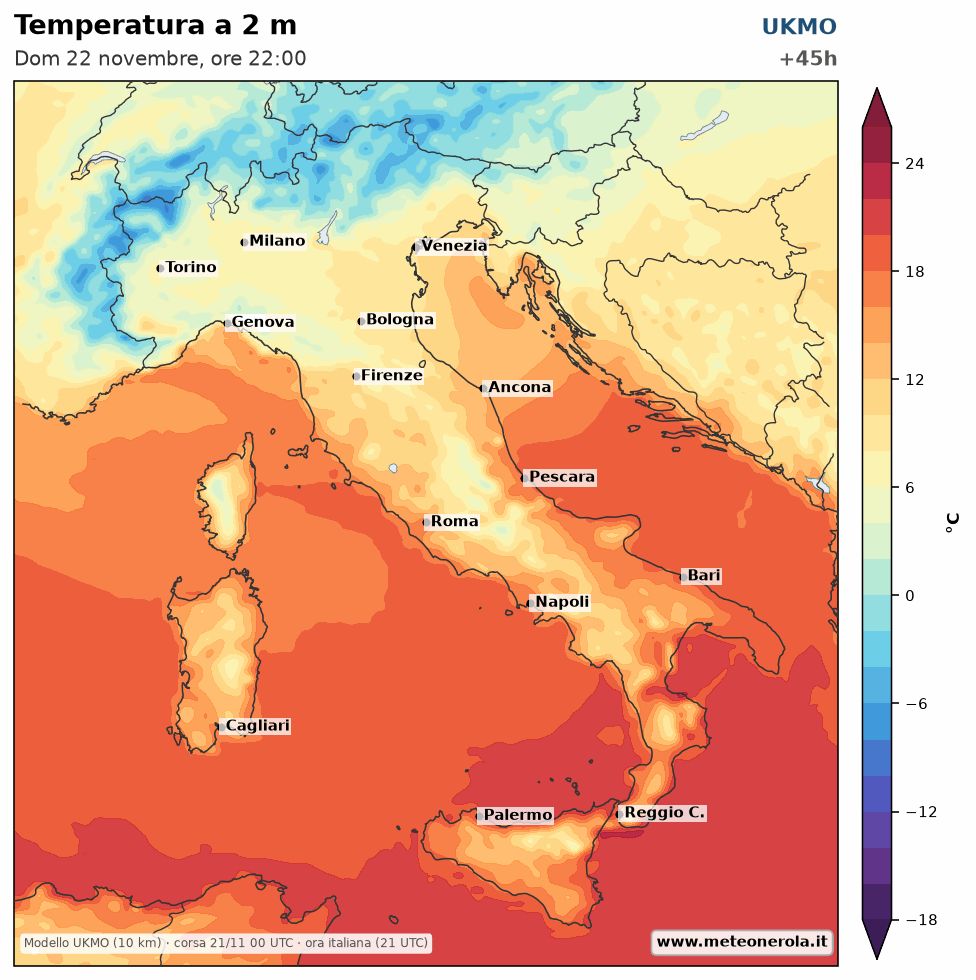 Temperatura a 2 m
UKMO
Dom 22 novembre, ore 22:00
+45h
Milano
Venezia
Torino
Genova
Bologna
Firenze
Ancona
Pescara
Roma
Bari
Napoli
Cagliari
Palermo
Reggio C.
24
18
12
6
0
−6
−12
−18
°C
Modello UKMO (10 km) · corsa 21/11 00 UTC · ora italiana (21 UTC)
www.meteonerola.it